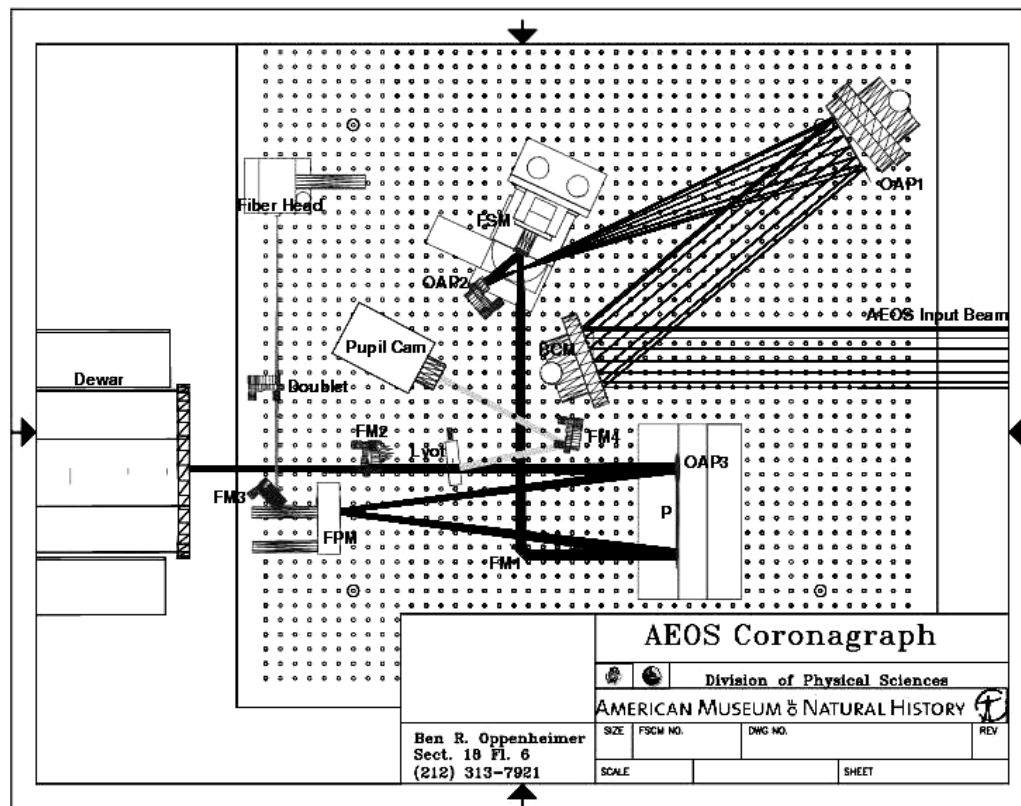 OAP1
Fiber Head
FSM
OAP2
AEOS Input Beam
Pupil Cam
BCM
Dewar
Doublet
FM2
FM4
Lyot
OAP3
FM3
P
FPM
FM1
AEOS Coronagraph
Division of Physical Sciences
AMERICAN MUSEUM OF NATURAL HISTORY
Ben R. Oppenheimer
Sect. 18 Fl. 6
(212) 313-7921
SIZE FSCM NO. DWG NO. REV
SCALE SHEET